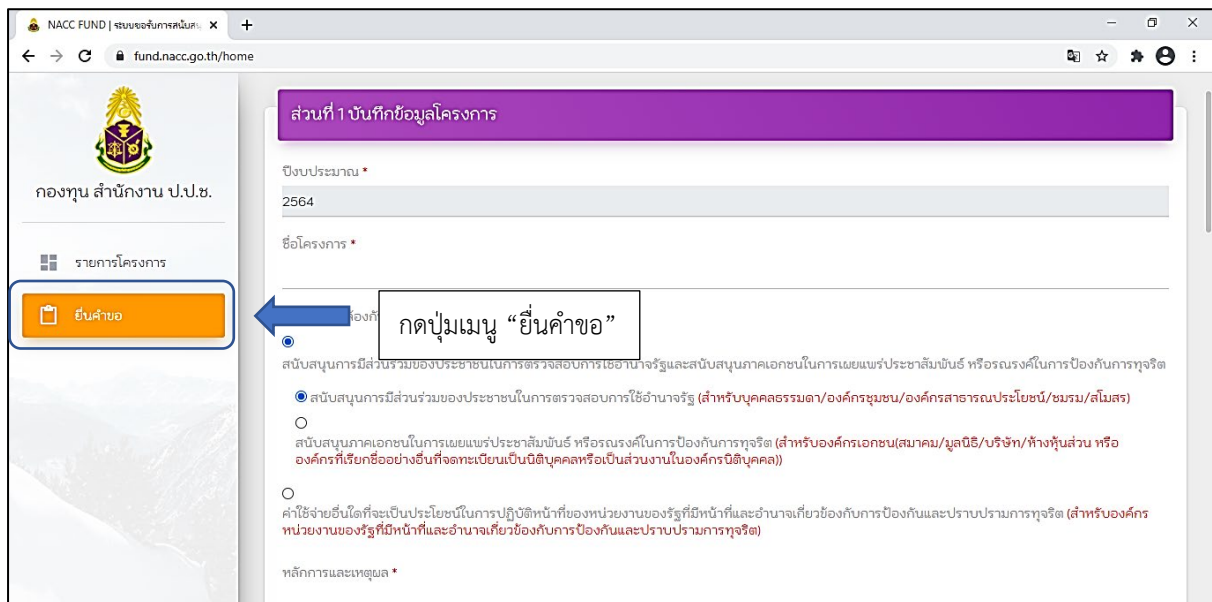 NACC FUND | ระบบขอรับการสนับส
fund.nacc.go.th/home
กองทุน สำนักงาน ป.ป.ช.
รายการโครงการ
ยื่นคำขอ
ส่วนที่ 1 บันทึกข้อมูลโครงการ
ปีงบประมาณ *
2564
ชื่อโครงการ *
กดปุ่มเมนู “ยื่นคำขอ”
สนับสนุนการมีส่วนร่วมของประชาชนในการตรวจสอบการใช้อำนาจรัฐและสนับสนุนภาคเอกชนในการเผยแพร่ประชาสัมพันธ์ หรือรณรงค์ในการป้องกันการทุจริต
สนับสนุนการมีส่วนร่วมของประชาชนในการตรวจสอบการใช้อำนาจรัฐ (สำหรับบุคคลธรรมดา/องค์กรชุมชน/องค์กรสาธารณประโยชน์/ชมรม/สโมสร)
สนับสนุนภาคเอกชนในการเผยแพร่ประชาสัมพันธ์ หรือรณรงค์ในการป้องกันการทุจริต (สำหรับองค์กรเอกชน(สมาคม/มูลนิธิ/บริษัท/ห้างหุ้นส่วน หรือ
องค์กรที่เรียกชื่ออย่างอื่นที่จดทะเบียนเป็นนิติบุคคลหรือเป็นส่วนงานในองค์กรนิติบุคคล))
ค่าใช้จ่ายอื่นใดที่จะเป็นประโยชน์ในการปฏิบัติหน้าที่ของหน่วยงานของรัฐที่มีหน้าที่และอำนาจเกี่ยวข้องกับการป้องกันและปราบปรามการทุจริต (สำหรับองค์กร
หน่วยงานของรัฐที่มีหน้าที่และอำนาจเกี่ยวข้องกับการป้องกันและปราบปรามการทุจริต)
หลักการและเหตุผล *